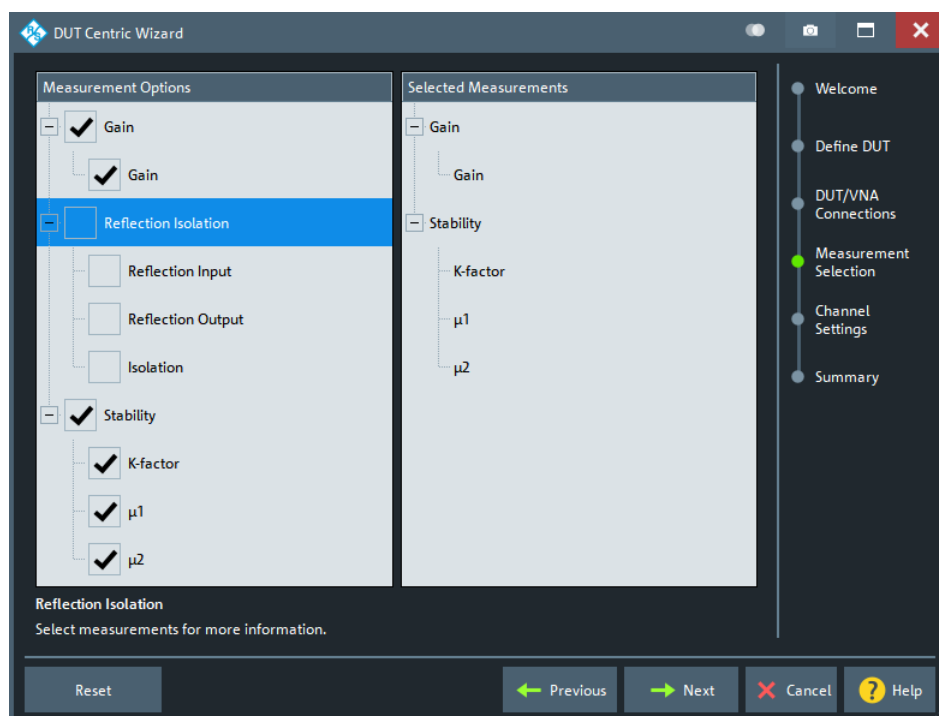 DUT Centric Wizard
Measurement Options
Gain
Gain
Reflection Isolation
Reflection Input
Reflection Output
Isolation
Stability
K-factor
µ1
µ2
Selected Measurements
Gain
Gain
Stability
K-factor
µ1
µ2
Welcome
Define DUT
DUT/VNA
Connections
Measurement
Selection
Channel
Settings
Summary
Reflection Isolation
Select measurements for more information.
Reset
Previous
Next
Cancel
? Help